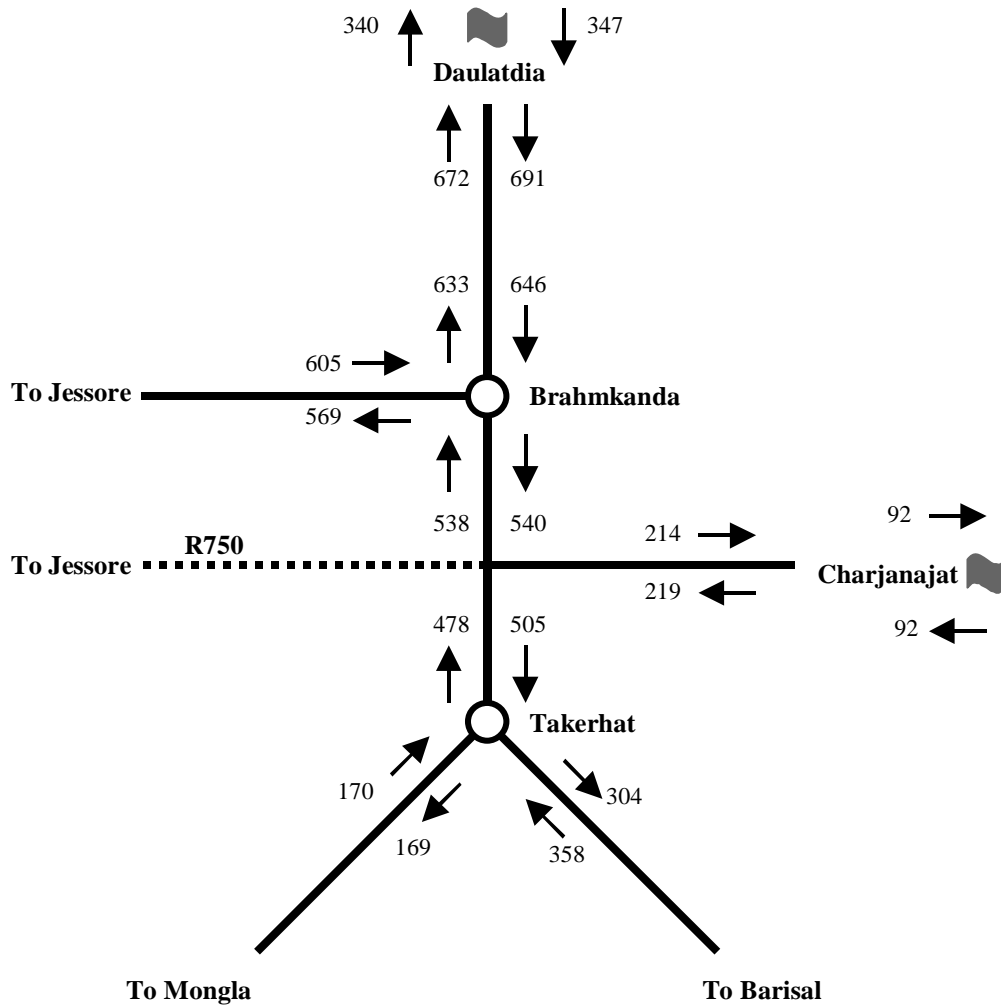 340 347
Daulatdia
672 691
633 646
605
To Jessore Brahmkanda
569
538 540 214 92
R750
To Jessore Charjanajat
219
478 505 92
Takerhat
170 304
169 358
To Mongla To Barisal